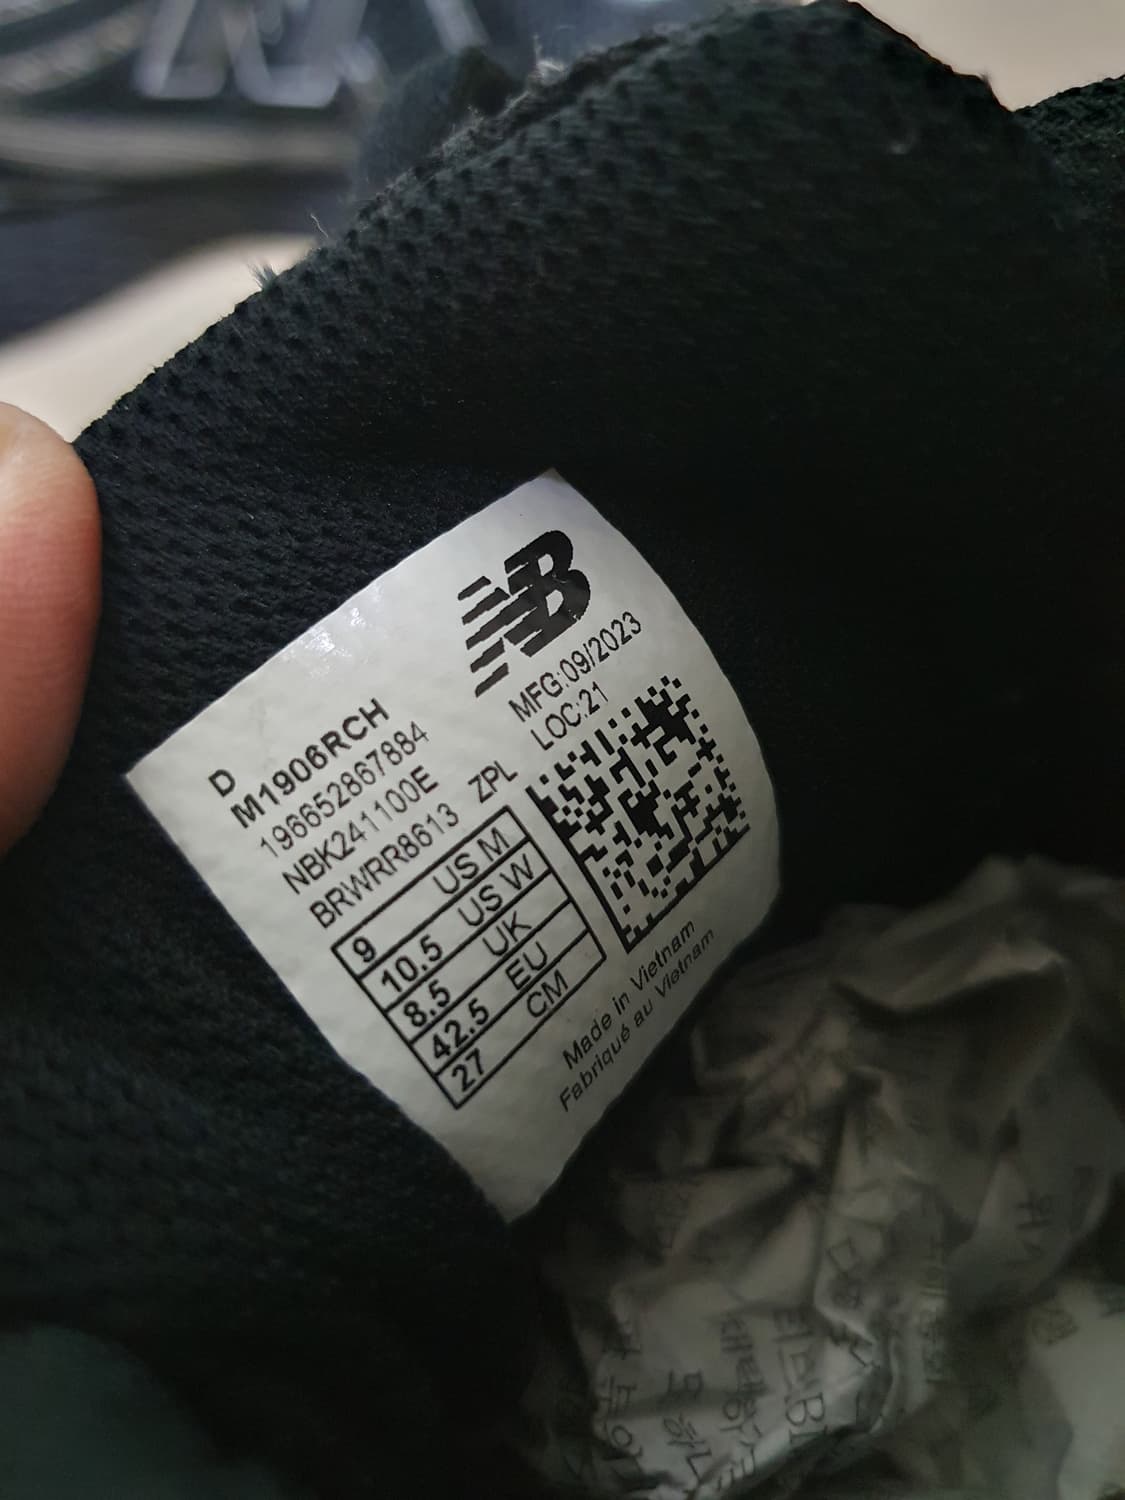 NB
MFG:09/2023
LOC:21
D
M1906RCH
196652867884
NBK241100E
BRWRR8613 ZPL
9 US M
10.5 US W
8.5 UK
42.5 EU
27 CM
Made in Vietnam
Fabriqué au Vietnam